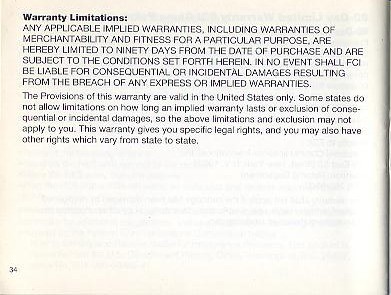 Warranty Limitations:
ANY APPLICABLE IMPLIED WARRANTIES, INCLUDING WARRANTIES OF
MERCHANTABILITY AND FITNESS FOR A PARTICULAR PURPOSE, ARE
HEREBY LIMITED TO NINETY DAYS FROM THE DATE OF PURCHASE AND ARE
SUBJECT TO THE CONDITIONS SET FORTH HEREIN. IN NO EVENT SHALL FCI
BE LIABLE FOR CONSEQUENTIAL OR INCIDENTAL DAMAGES RESULTING
FROM THE BREACH OF ANY EXPRESS OR IMPLIED WARRANTIES.
The Provisions of this warranty are valid in the United States only. Some states do
not allow limitations on how long an implied warranty lasts or exclusion of conse-
quential or incidental damages, so the above limitations and exclusion may not
apply to you. This warranty gives you specific legal rights, and you may also have
other rights which vary from state to state.
34